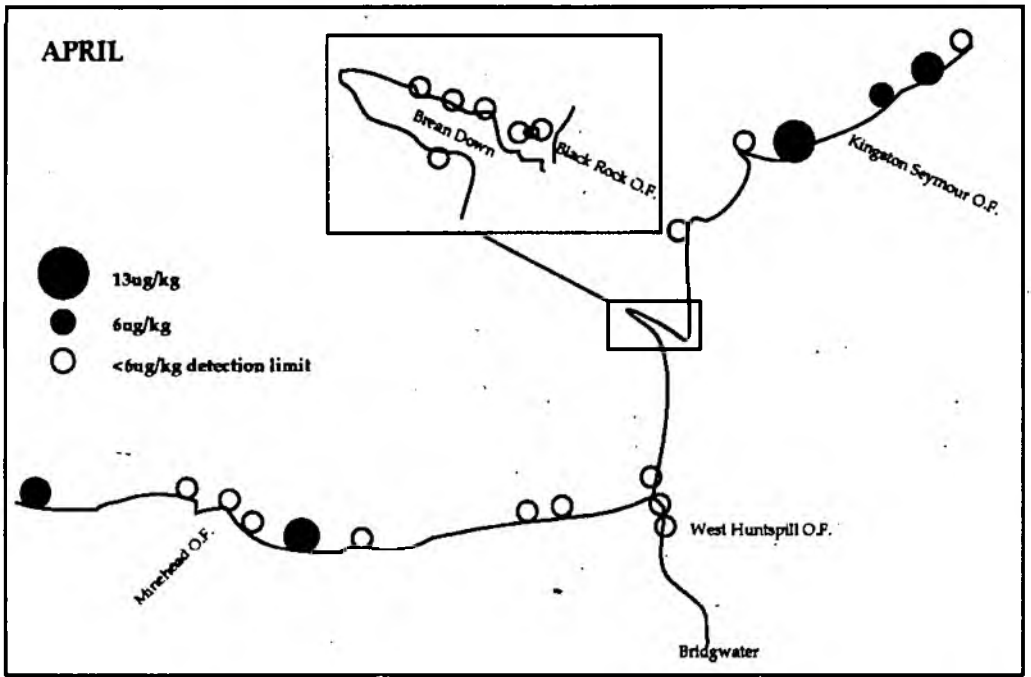 APRIL
Brean Down
Black Rock O.F.
Kingston Seymour O.F.
13ug/kg
6ug/kg
<6ug/kg detection limit
Minehead O.F.
West Huntspill O.F.
Bridgwater